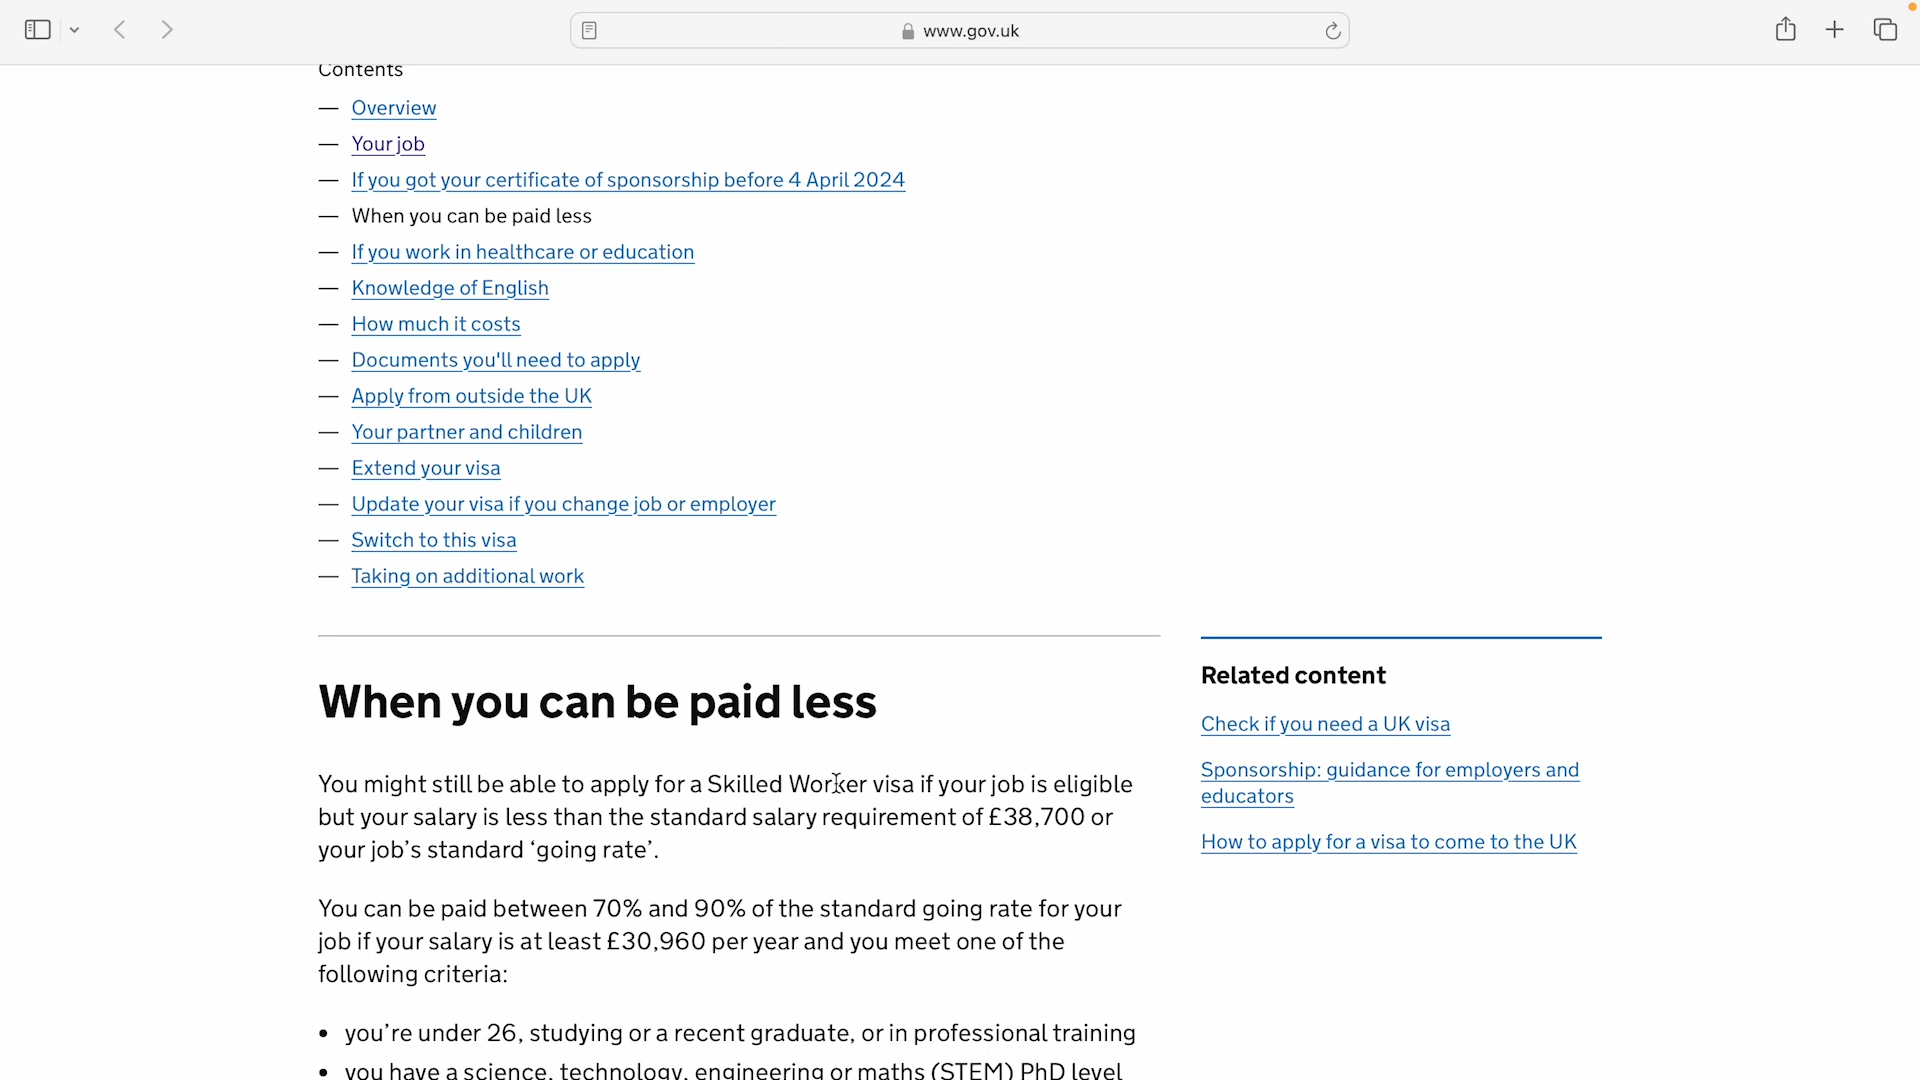 www.gov.uk
Contents
— Overview
— Your job
— If you got your certificate of sponsorship before 4 April 2024
— When you can be paid less
— If you work in healthcare or education
— Knowledge of English
— How much it costs
— Documents you'll need to apply
— Apply from outside the UK
— Your partner and children
— Extend your visa
— Update your visa if you change job or employer
— Switch to this visa
— Taking on additional work
When you can be paid less
You might still be able to apply for a Skilled Worker visa if your job is eligible
but your salary is less than the standard salary requirement of £38,700 or
your job’s standard ‘going rate’.
You can be paid between 70% and 90% of the standard going rate for your
job if your salary is at least £30,960 per year and you meet one of the
following criteria:
• you’re under 26, studying or a recent graduate, or in professional training
• you have a science, technology, engineering or maths (STEM) PhD level
Related content
Check if you need a UK visa
Sponsorship: guidance for employers and
educators
How to apply for a visa to come to the UK